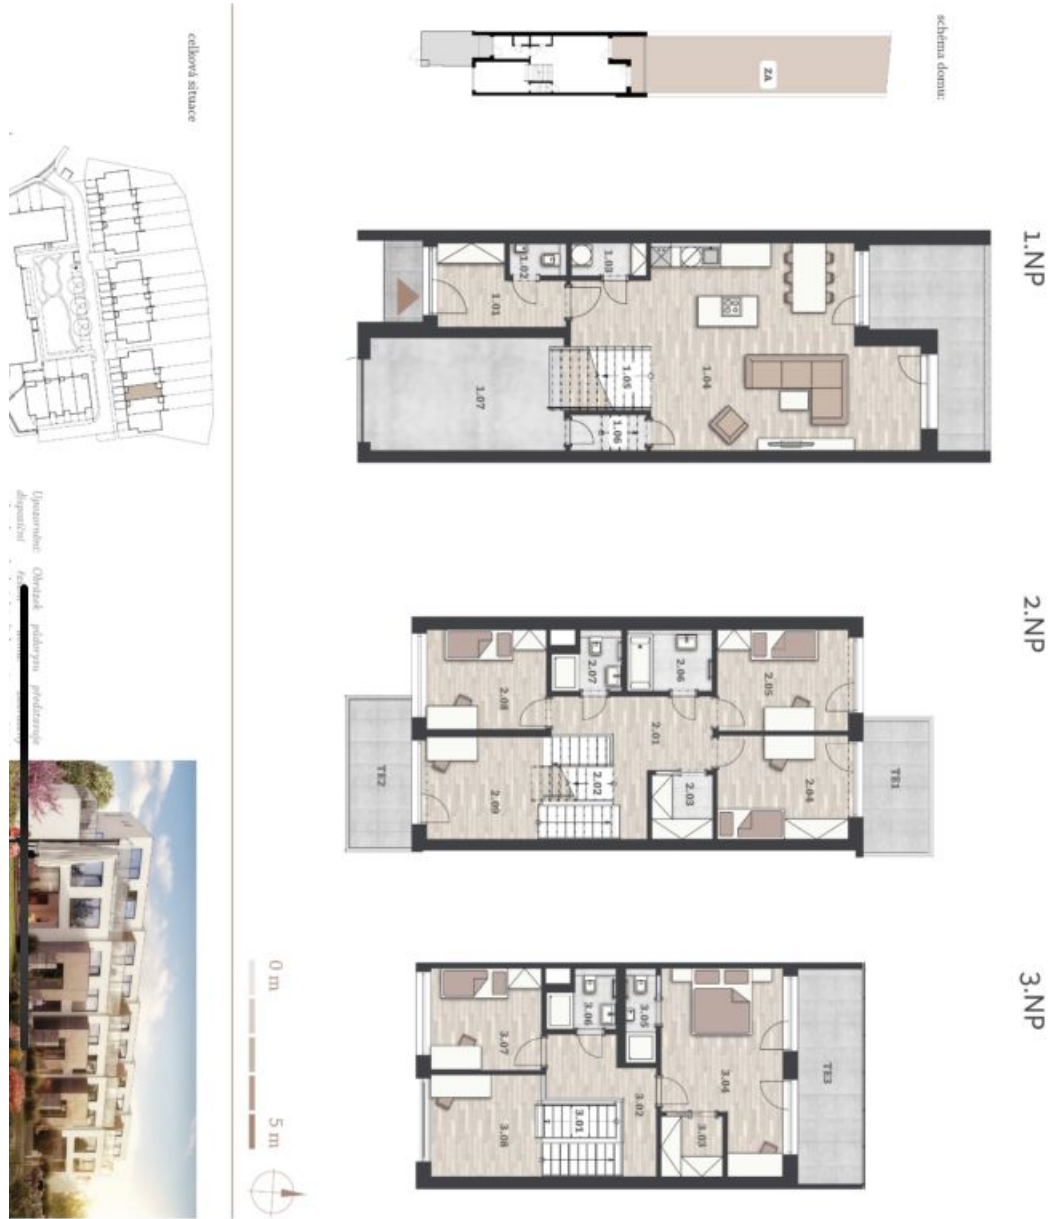 schéma domu:
ZA
celková situace
1.NP
1.01
1.02
1.03
1.04
1.05
1.06
1.07
2.NP
2.01
2.02
2.03
2.04
2.05
2.06
2.07
2.08
2.09
TE1
TE2
3.NP
3.01
3.02
3.03
3.04
3.05
3.06
3.07
3.08
TE3
0 m
5 m
Upozornění: Obrázek půdorysu představuje
dispoziční